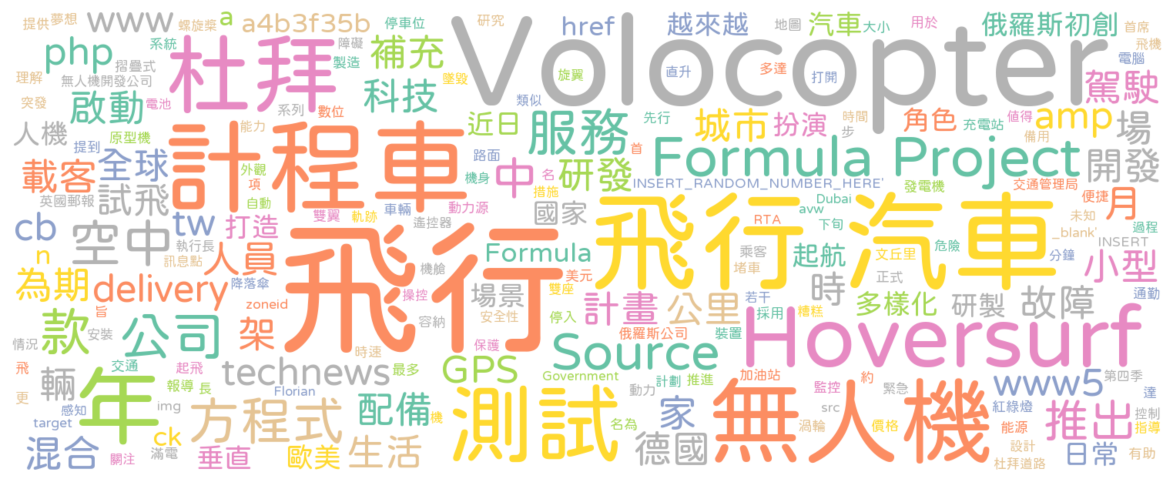 提供 夢想 www a a4b3f35b 停車位 研究 href 越來越 地圖 汽車 大小 用於 俄羅斯初創 首席
螺旋槳 php 系統 摺疊式 杜拜 障礙 補充 Volocopter 飛機
理解 無人機開發公司 製造 墜毀 旋翼 直升 多達 打開 電腦 駕駛
突發 啟動 電池 系列 數位 科技 類似 先行 時間 充電站 值得
人機 原型機 能力 近日 服務 城市 扮演 步 角色 備用 amp 場
提到 計程車 首 路面 Formula Project 開發
載客 全球 外觀 項 機身 中 名 研發 INSERT_RANDOM_NUMBER_HERE' 發電機 交通管理局 便捷 月
英國郵報 試飛 自動 雙翼 軌跡 車輛 動力源 措施 國家 飛行汽車 avw Dubai 未知 _blank'
cb tw 打造 遙控器 RTA 下旬 過程
n 空中 執行長 飛行 Formula 乘客 文丘里 危險 INSERT
訊息點 人員 機艙 堵車 起航 正式 分鐘 小型
為期 delivery 降落傘 操控 場景 美元 雙座 計畫 公里 若干 時 多樣化 研製 故障 通勤
zoneid 容納 安全性 停入 槽糕
款 旨 安裝 公司 架 保護 俄羅斯公司 採用 裝置 Hoversurf
情況 時速 Source
飛 輛 交通 起飛 technews 最多 GPS Government 計劃 推進 加油站 監控 約 緊急 www5 第四季
更 年 報導 長 Florian 動力 家 無人機 src 達
感知 img 方程式 配備 機 測試 名為 價格 紅綠燈 推出 控制
target ck 渦輪 能源 指導
混合 關注 滿電 垂直 歐美 生活 德國 設計 日常 有助
杜拜道路